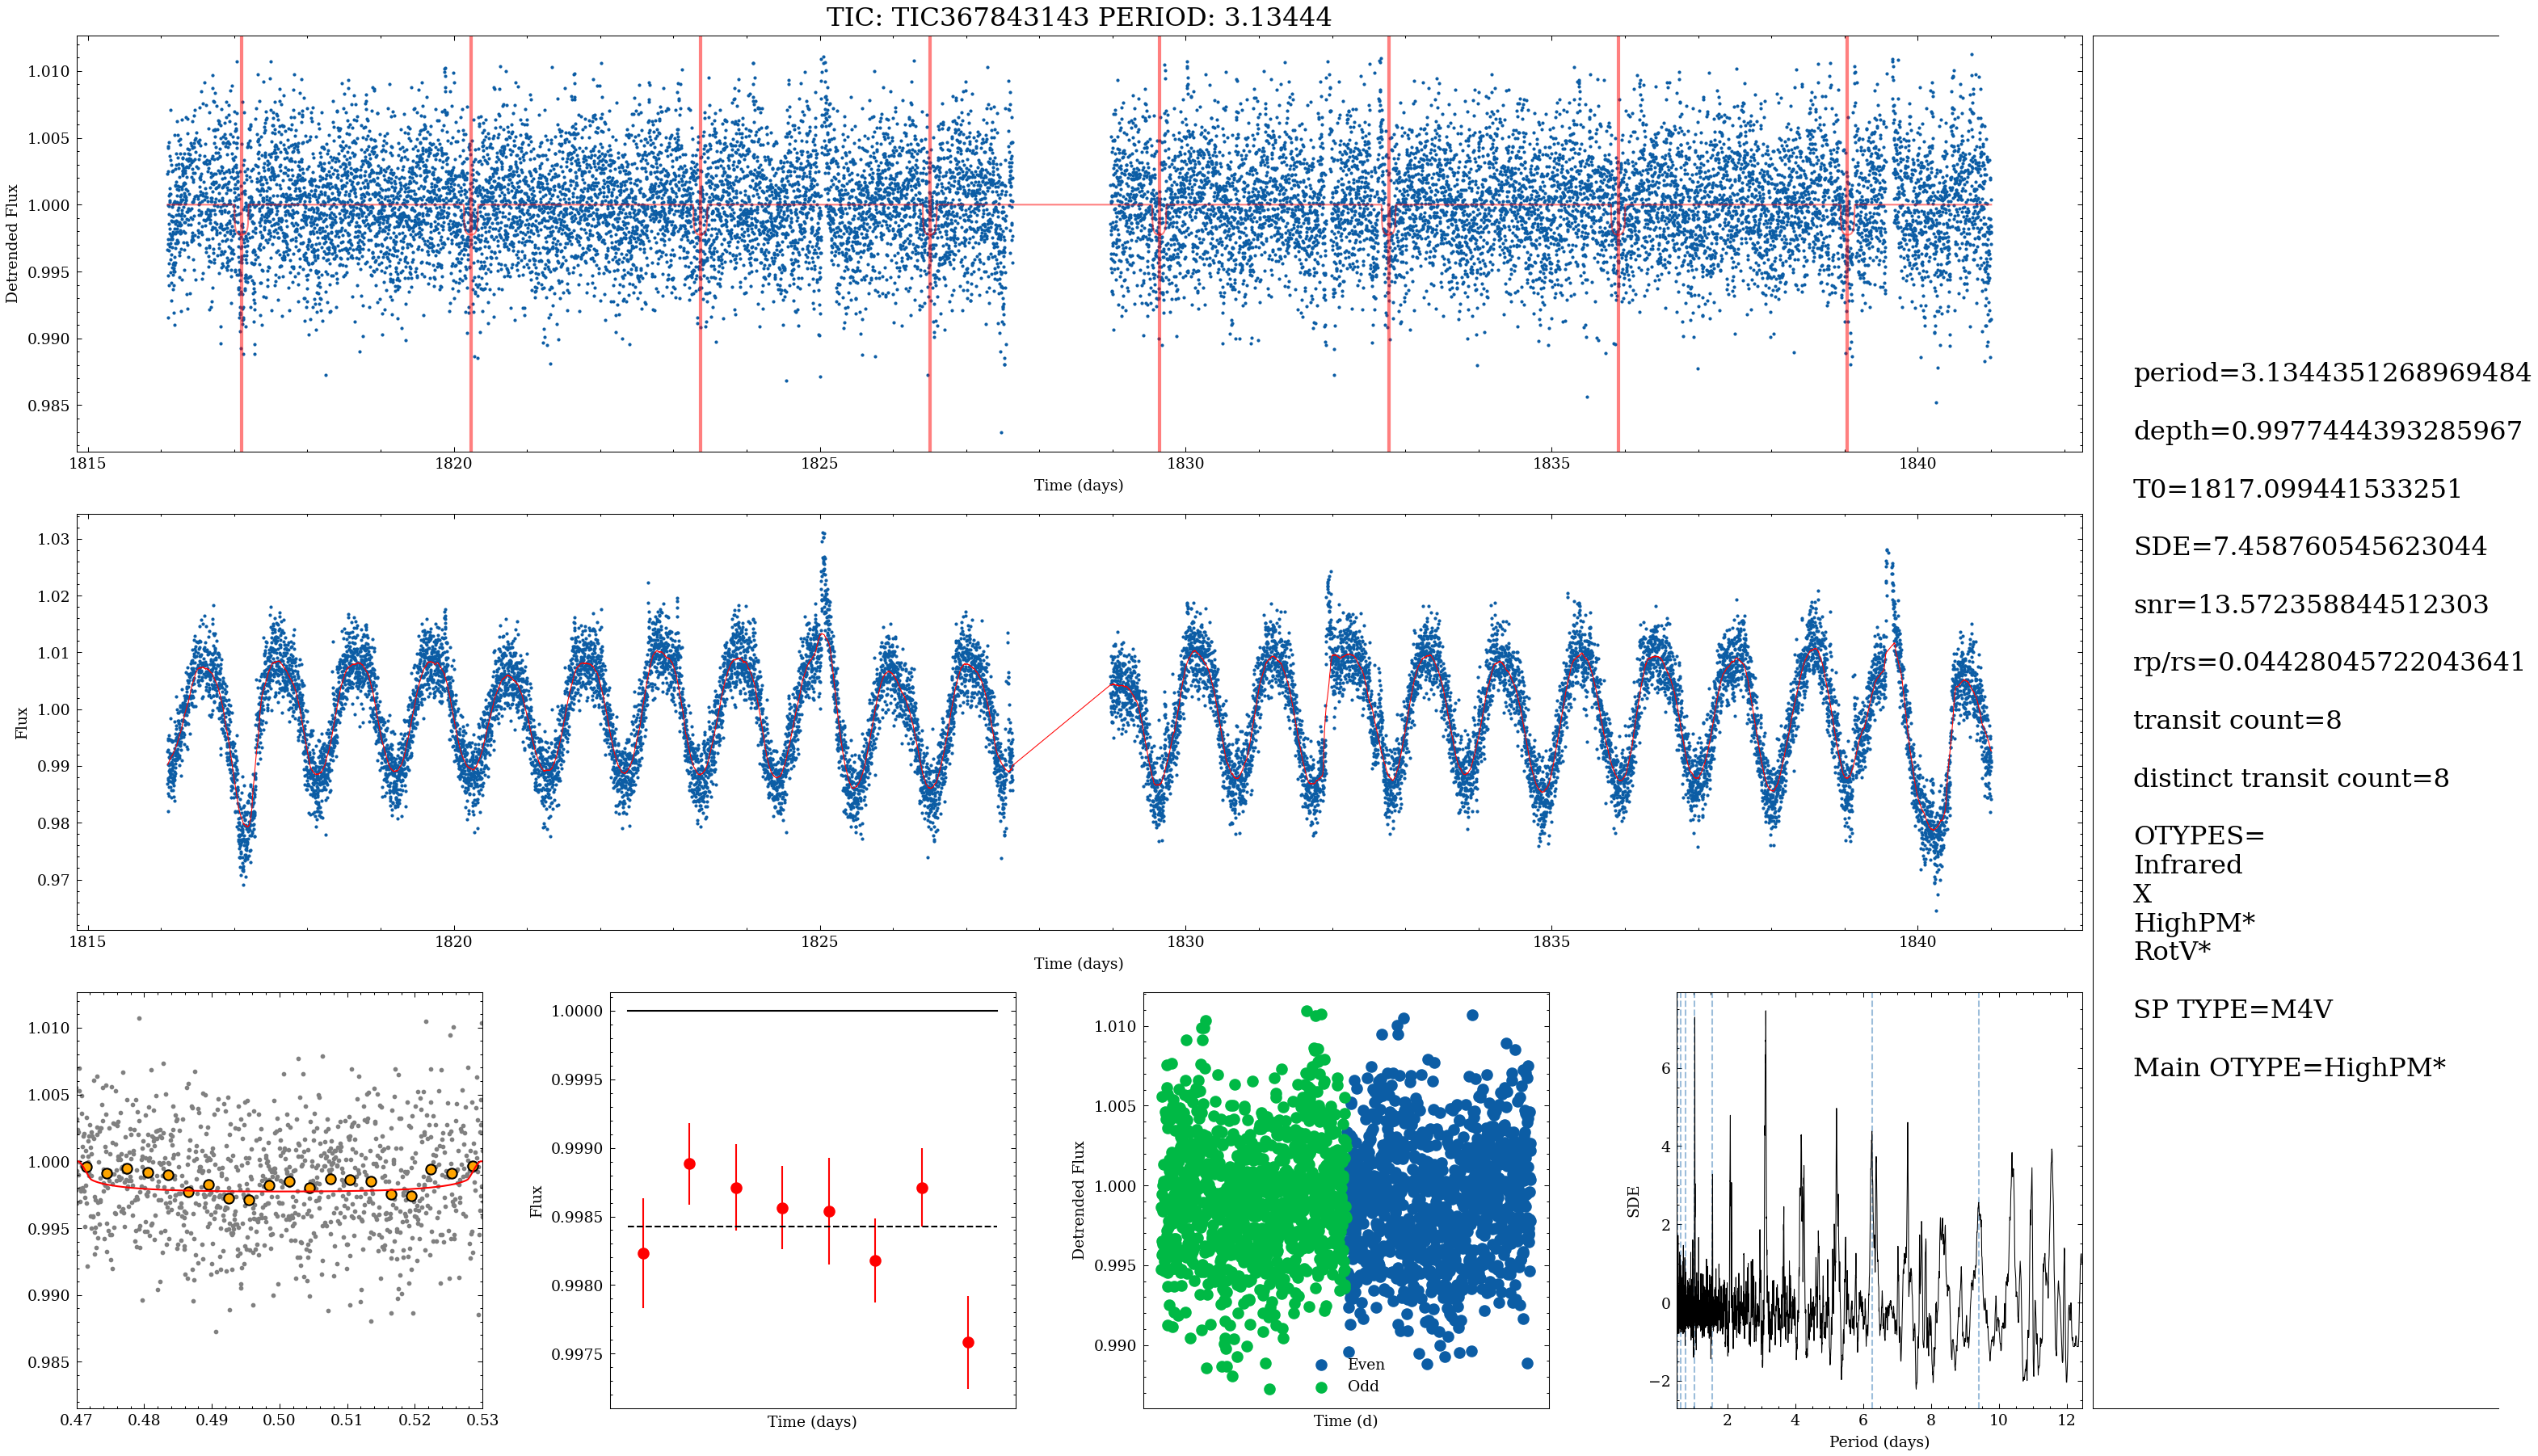 TIC: TIC367843143 PERIOD: 3.13444
1.010
1.005
1.000
0.995
0.990
0.985
Detrended Flux
1815 1820 1825 1830 1835 1840
Time (days)
1.03
1.02
1.01
1.00
0.99
0.98
0.97
Flux
1815 1820 1825 1830 1835 1840
Time (days)
1.010
1.005
1.000
0.995
0.990
0.985
0.47 0.48 0.49 0.50 0.51 0.52 0.53
1.0000
0.9995
0.9990
0.9985
0.9980
0.9975
Flux
Time (days)
1.010
1.005
1.000
0.995
0.990
Detrended Flux
Even
Odd
Time (d)
6
4
2
0
−2
SDE
2 4 6 8 10 12
Period (days)
period=3.1344351268969484
depth=0.9977444393285967
T0=1817.099441533251
SDE=7.458760545623044
snr=13.572358844512303
rp/rs=0.04428045722043641
transit count=8
distinct transit count=8
OTYPES=
Infrared
X
HighPM*
RotV*
SP TYPE=M4V
Main OTYPE=HighPM*